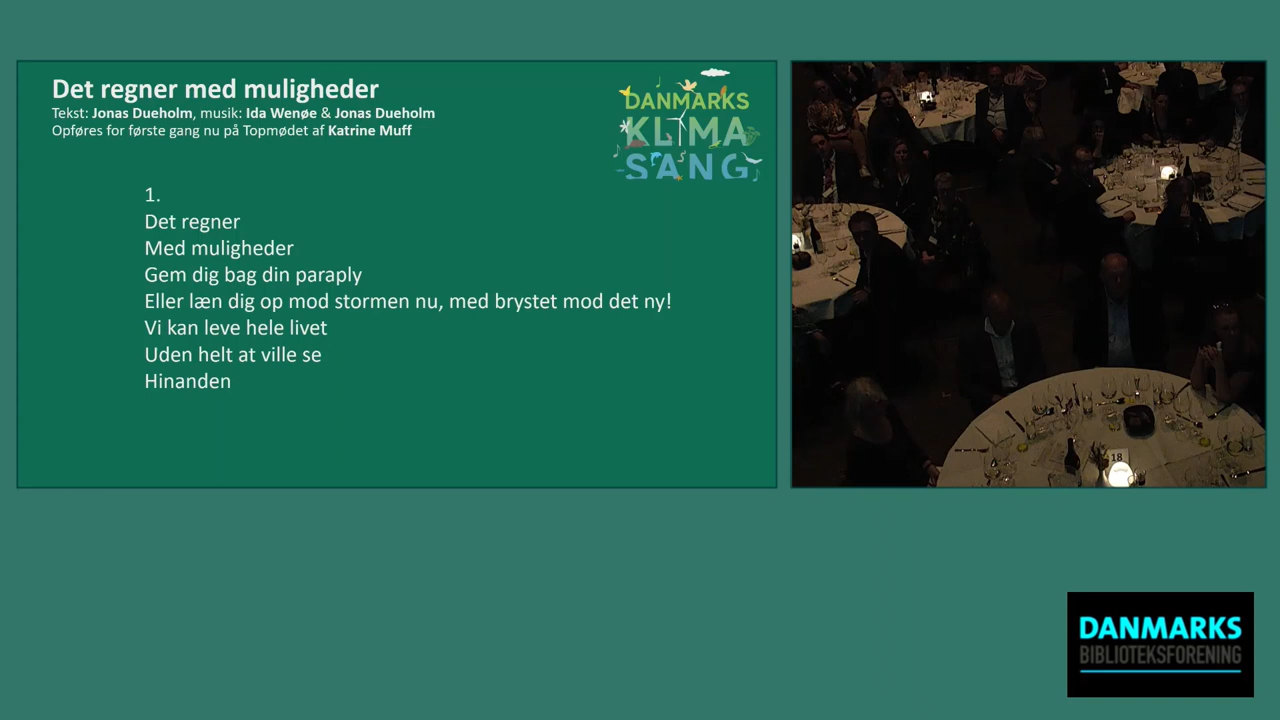 Det regner med muligheder
Tekst: Jonas Dueholm, musik: Ida Wenøe & Jonas Dueholm
Opføres for første gang nu på Topmødet af Katrine Muff
DANMARKS
KLIMA
SANG
1.
Det regner
Med muligheder
Gem dig bag din paraply
Eller læn dig op mod stormen nu, med brystet mod det ny!
Vi kan leve hele livet
Uden helt at ville se
Hinanden
18
DANMARKS
BIBLIOTEKSFORENING